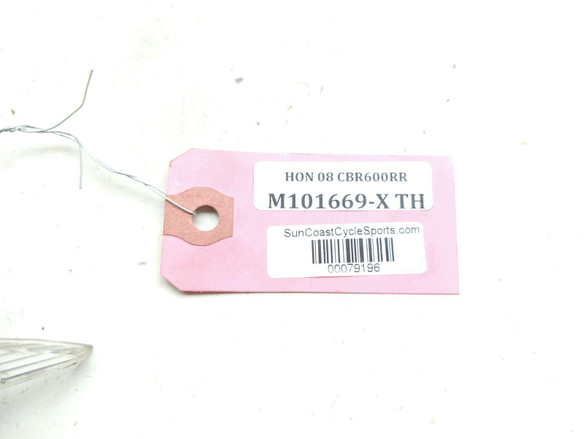 HON 08 CBR600RR
M101669-X TH
SunCoastCycleSports.com
00079196